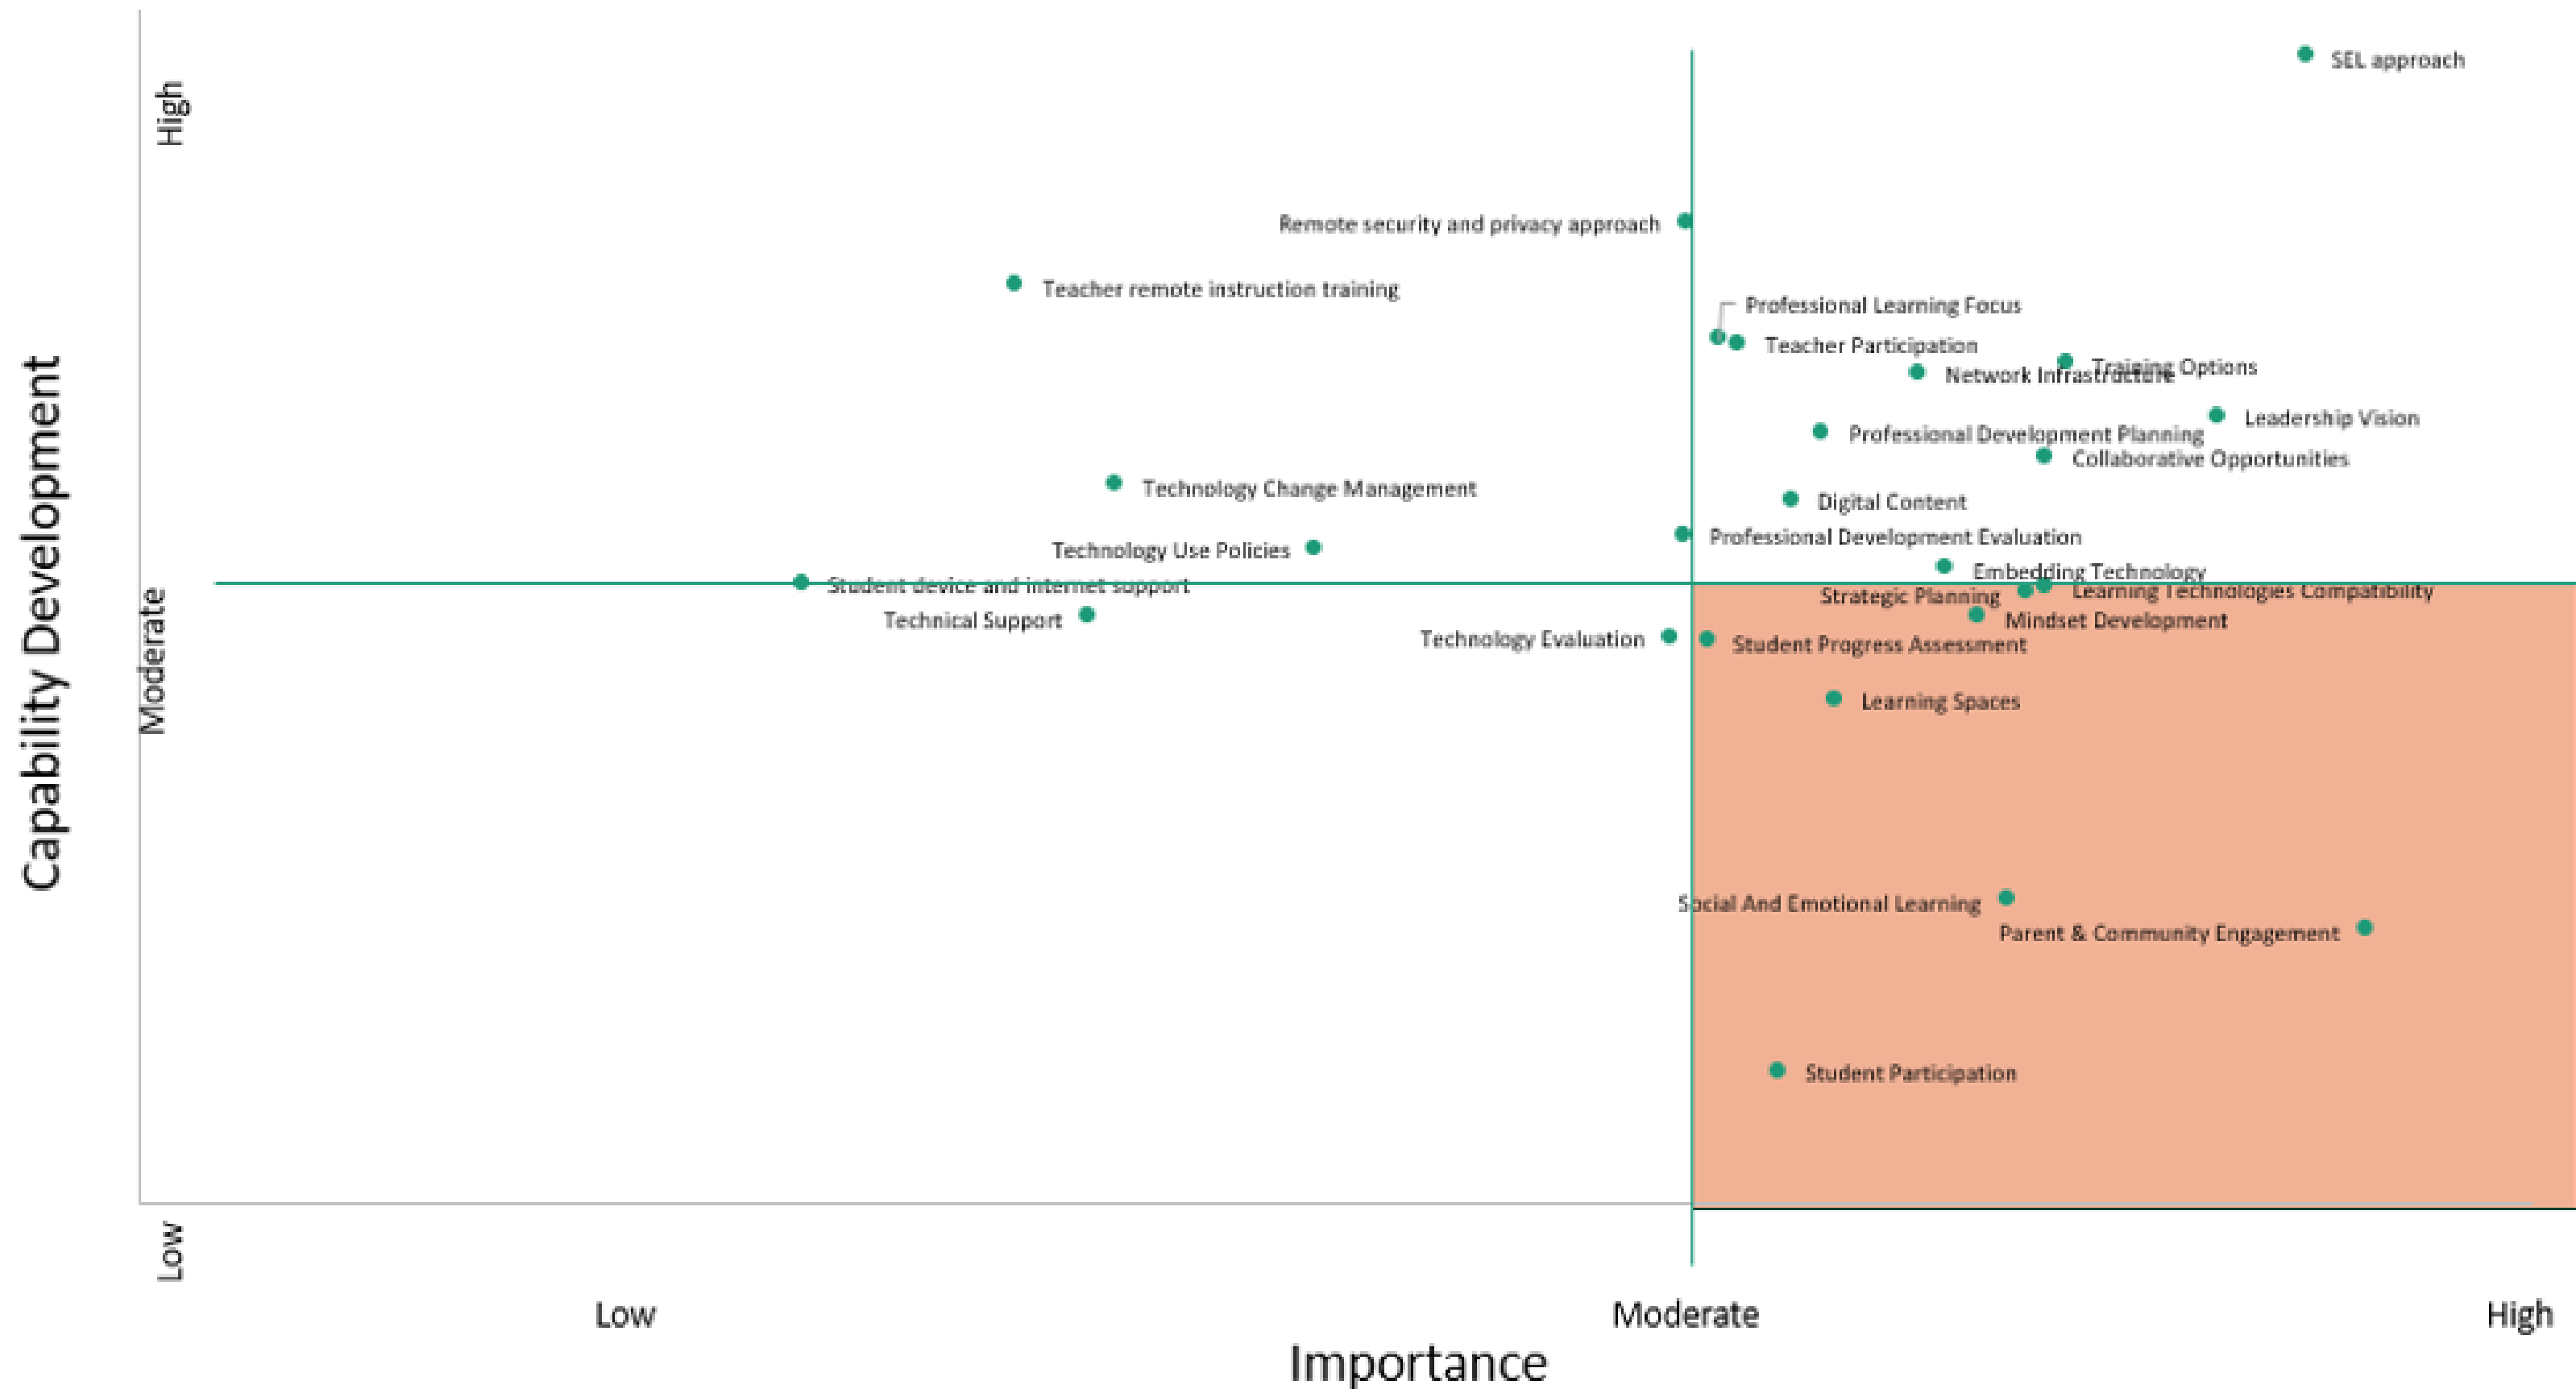 High
SEL approach
Remote security and privacy approach
Teacher remote instruction training
Professional Learning Focus
Teacher Participation
Training Options
Network Infrastructure
Leadership Vision
Professional Development Planning
Collaborative Opportunities
Technology Change Management
Digital Content
Professional Development Evaluation
Technology Use Policies
Embedding Technology
Student device and internet support
Learning Technologies Compatibility
Strategic Planning
Technical Support
Mindset Development
Technology Evaluation
Student Progress Assessment
Capability Development
Moderate
Learning Spaces
Social And Emotional Learning
Parent & Community Engagement
Student Participation
Low
Low
Moderate
High
Importance